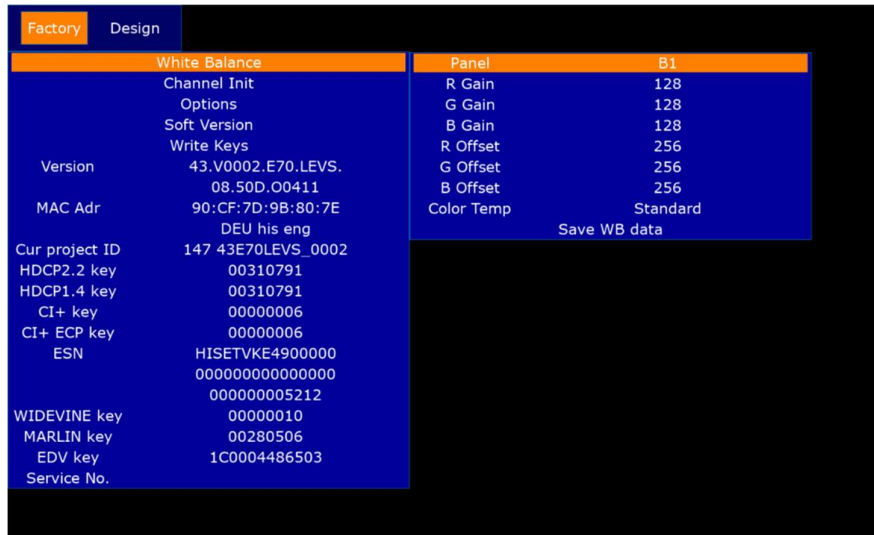 Factory Design
White Balance
Channel Init
Options
Soft Version
Write Keys
Version 43.V0002.E70.LEVS.
08.50D.O0411
MAC Adr 90:CF:7D:9B:80:7E
DEU his eng
Cur project ID 147 43E70LEVS_0002
HDCP2.2 key 00310791
HDCP1.4 key 00310791
CI+ key 00000006
CI+ ECP key 00000006
ESN HISETVKE4900000
000000000000000
000000005212
WIDEVINE key 00000010
MARLIN key 00280506
EDV key 1C0004486503
Service No.
Panel B1
R Gain 128
G Gain 128
B Gain 128
R Offset 256
G Offset 256
B Offset 256
Color Temp Standard
Save WB data